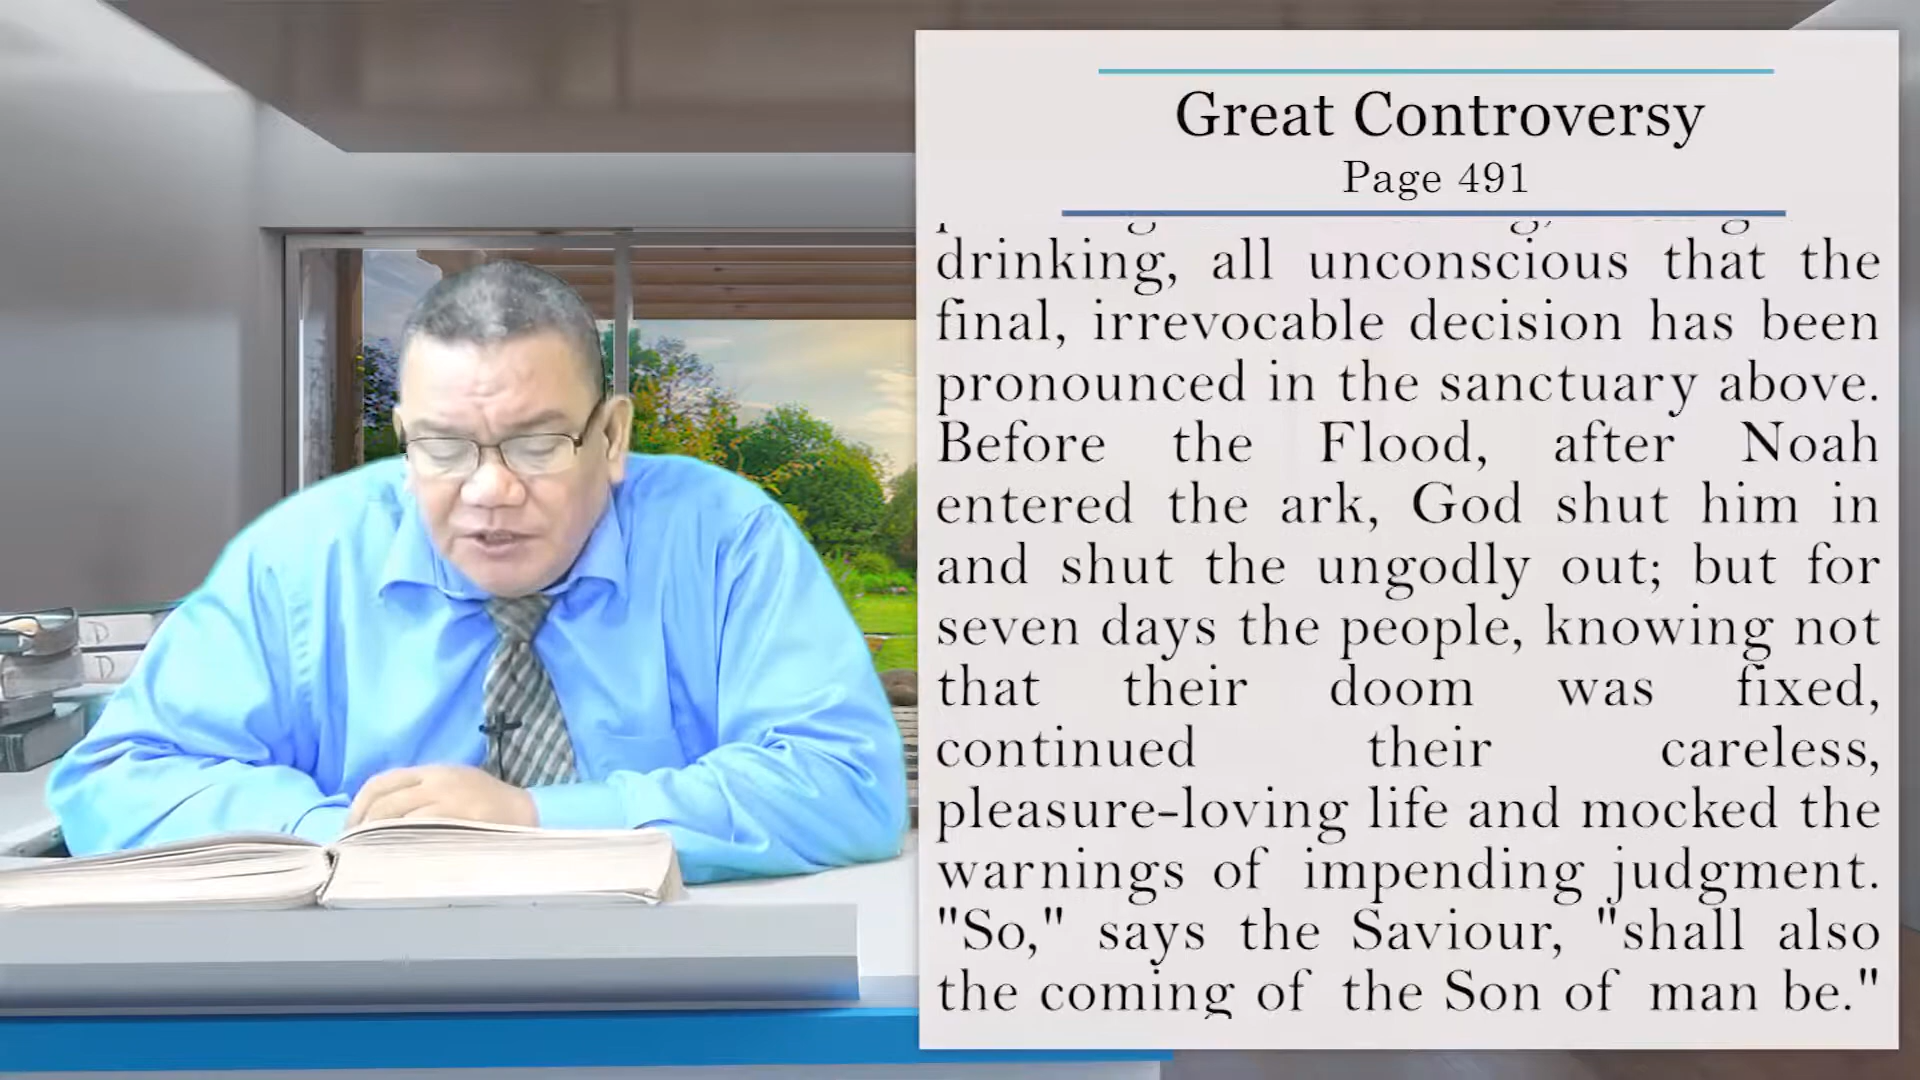 Great Controversy
Page 491
drinking, all unconscious that the
final, irrevocable decision has been
pronounced in the sanctuary above.
Before the Flood, after Noah
entered the ark, God shut him in
and shut the ungodly out; but for
seven days the people, knowing not
that their doom was fixed,
continued their careless,
pleasure-loving life and mocked the
warnings of impending judgment.
"So," says the Saviour, "shall also
the coming of the Son of man be."